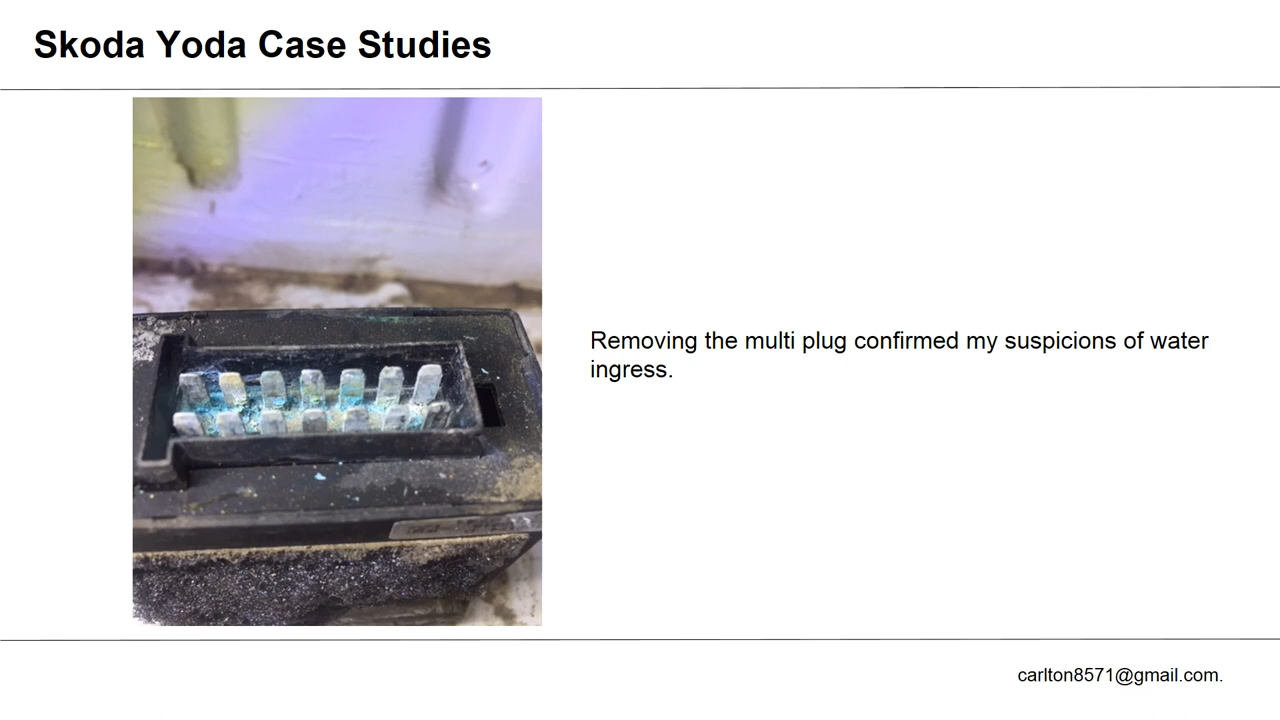 Skoda Yoda Case Studies
Removing the multi plug confirmed my suspicions of water
ingress.
carlton8571@gmail.com.